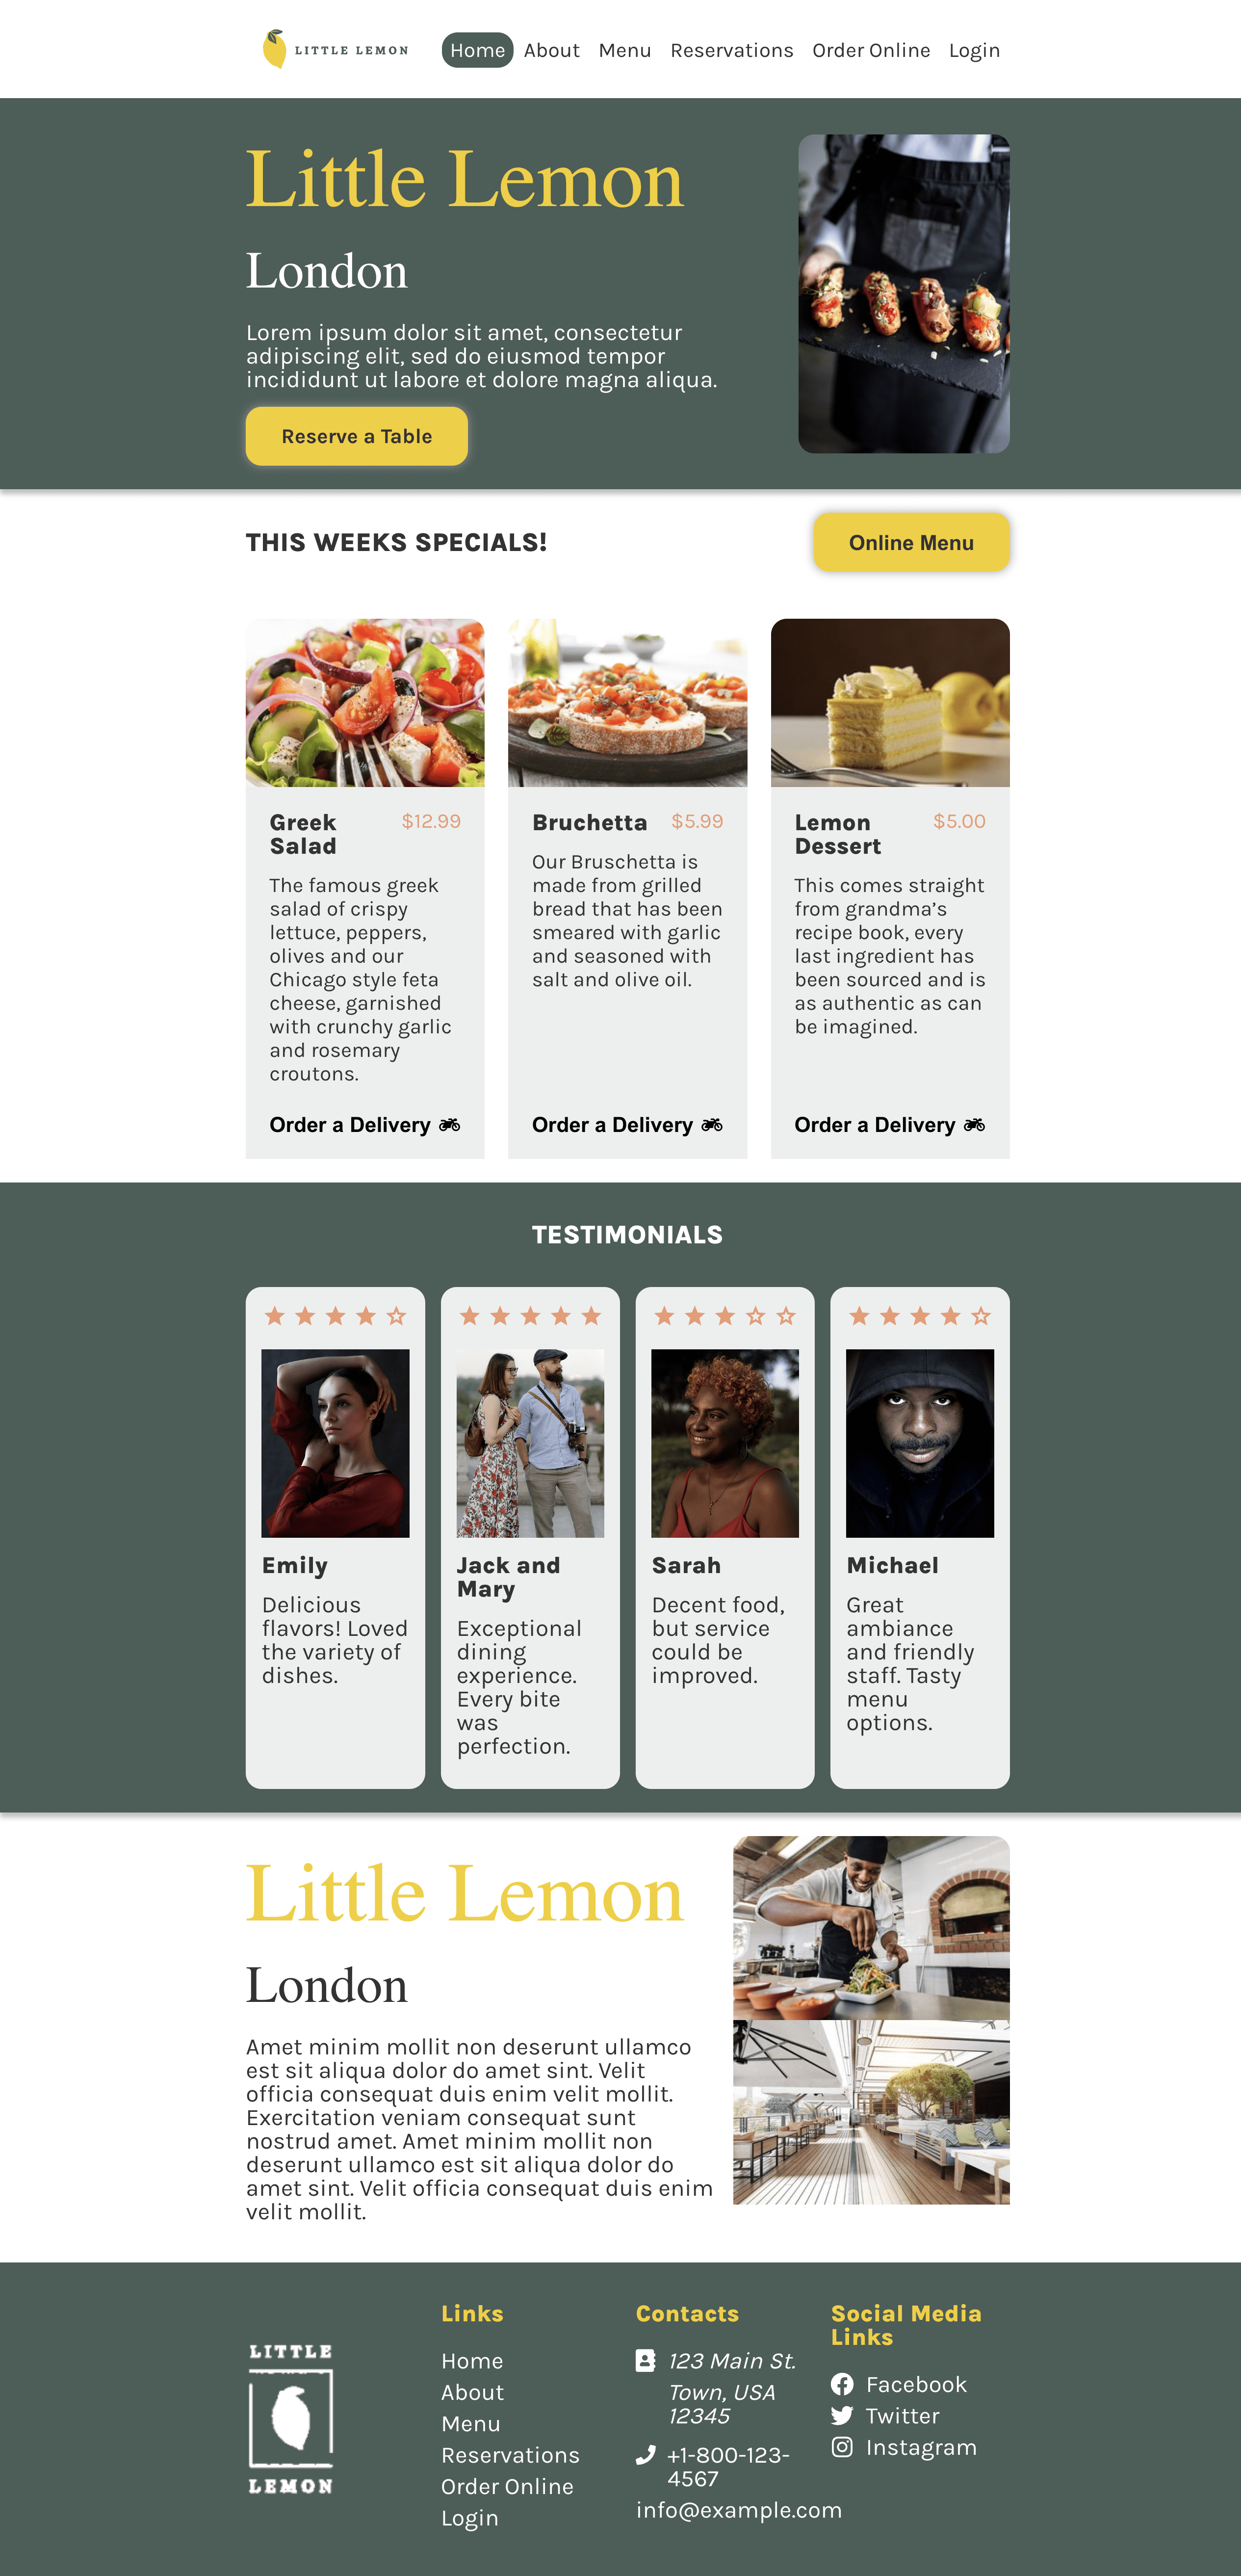 LITTLE LEMON
Home About Menu Reservations Order Online Login
Little Lemon
London
Lorem ipsum dolor sit amet, consectetur
adipiscing elit, sed do eiusmod tempor
incididunt ut labore et dolore magna aliqua.
Reserve a Table
THIS WEEKS SPECIALS!
Online Menu
Greek
Salad
$12.99
The famous greek
salad of crispy
lettuce, peppers,
olives and our
Chicago style feta
cheese, garnished
with crunchy garlic
and rosemary
croutons.
Order a Delivery
Bruchetta
$5.99
Our Bruschetta is
made from grilled
bread that has been
smeared with garlic
and seasoned with
salt and olive oil.
Order a Delivery
Lemon
Dessert
$5.00
This comes straight
from grandma’s
recipe book, every
last ingredient has
been sourced and is
as authentic as can
be imagined.
Order a Delivery
TESTIMONIALS
Emily
Delicious
flavors! Loved
the variety of
dishes.
Jack and
Mary
Exceptional
dining
experience.
Every bite
was
perfection.
Sarah
Decent food,
but service
could be
improved.
Michael
Great
ambiance
and friendly
staff. Tasty
menu
options.
Little Lemon
London
Amet minim mollit non deserunt ullamco
est sit aliqua dolor do amet sint. Velit
officia consequat duis enim velit mollit.
Exercitation veniam consequat sunt
nostrud amet. Amet minim mollit non
deserunt ullamco est sit aliqua dolor do
amet sint. Velit officia consequat duis enim
velit mollit.
LITTLE
LEMON
Links
Home
About
Menu
Reservations
Order Online
Login
Contacts
123 Main St.
Town, USA
12345
+1-800-123-
4567
info@example.com
Social Media
Links
Facebook
Twitter
Instagram